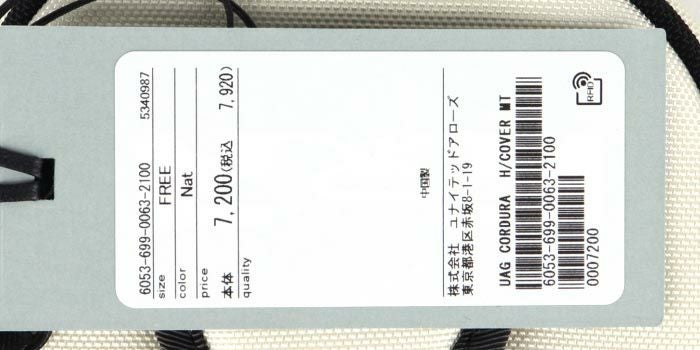 6053-699-0063-2100 5340987
size FREE
color Nat
price
本体 7,200(税込 7,920)
quality
中国製
株式会社 ユナイテッドアローズ
東京都港区赤坂8-1-19
UAG CORDURA H/COVER MT
6053-699-0063-2100
0007200
RFID